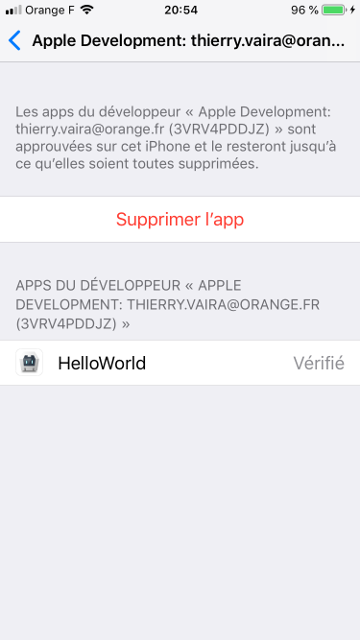 Orange F 20:54 96 %
Apple Development: thierry.vaira@oran...
Les apps du développeur « Apple Development:
thierry.vaira@orange.fr (3VRV4PDDJZ) » sont
approuvées sur cet iPhone et le resteront jusqu'à
ce qu'elles soient toutes supprimées.
Supprimer l'app
APPS DU DÉVELOPPEUR « APPLE
DEVELOPMENT: THIERRY.VAIRA@ORANGE.FR
(3VRV4PDDJZ) »
HelloWorld Vérifié